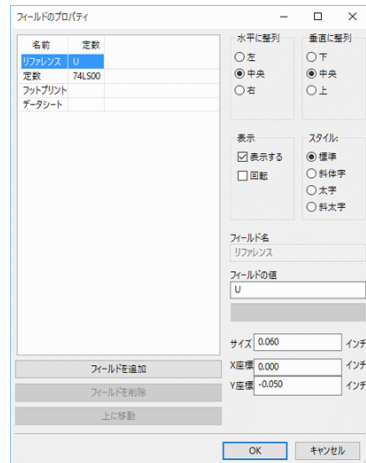 フィールドのプロパティ
名前 定数
リファレンス U
定数 74LS00
フットプリント
データシート
フィールドを追加
フィールドを削除
上に移動
水平に整列
左
中央
右
垂直に整列
下
中央
上
表示
表示する
回転
スタイル:
標準
斜体字
太字
斜太字
フィールド名
リファレンス
フィールドの値
U
サイズ 0.060 インチ
X座標 0.000 インチ
Y座標 -0.050 インチ
OK キャンセル